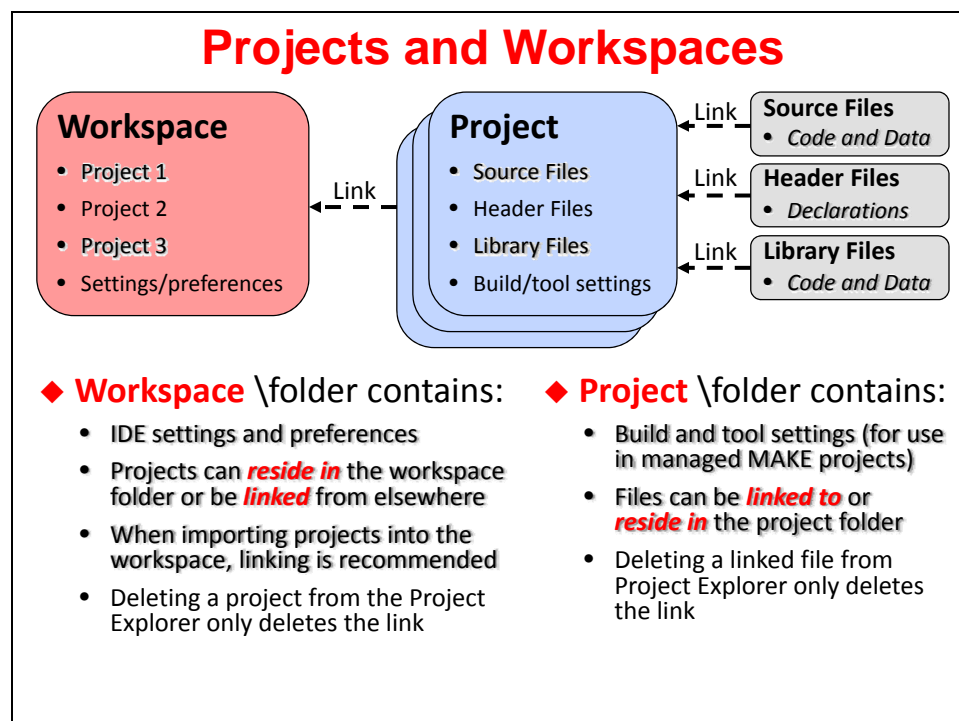 Projects and Workspaces
Workspace
• Project 1
• Project 2
• Project 3
• Settings/preferences
Link
Project
• Source Files
• Header Files
• Library Files
• Build/tool settings
Link
Source Files
• Code and Data
Link
Header Files
• Declarations
Link
Library Files
• Code and Data
◆ Workspace \folder contains:
• IDE settings and preferences
• Projects can reside in the workspace
folder or be linked from elsewhere
• When importing projects into the
workspace, linking is recommended
• Deleting a project from the Project
Explorer only deletes the link
◆ Project \folder contains:
• Build and tool settings (for use
in managed MAKE projects)
• Files can be linked to or
reside in the project folder
• Deleting a linked file from
Project Explorer only deletes
the link